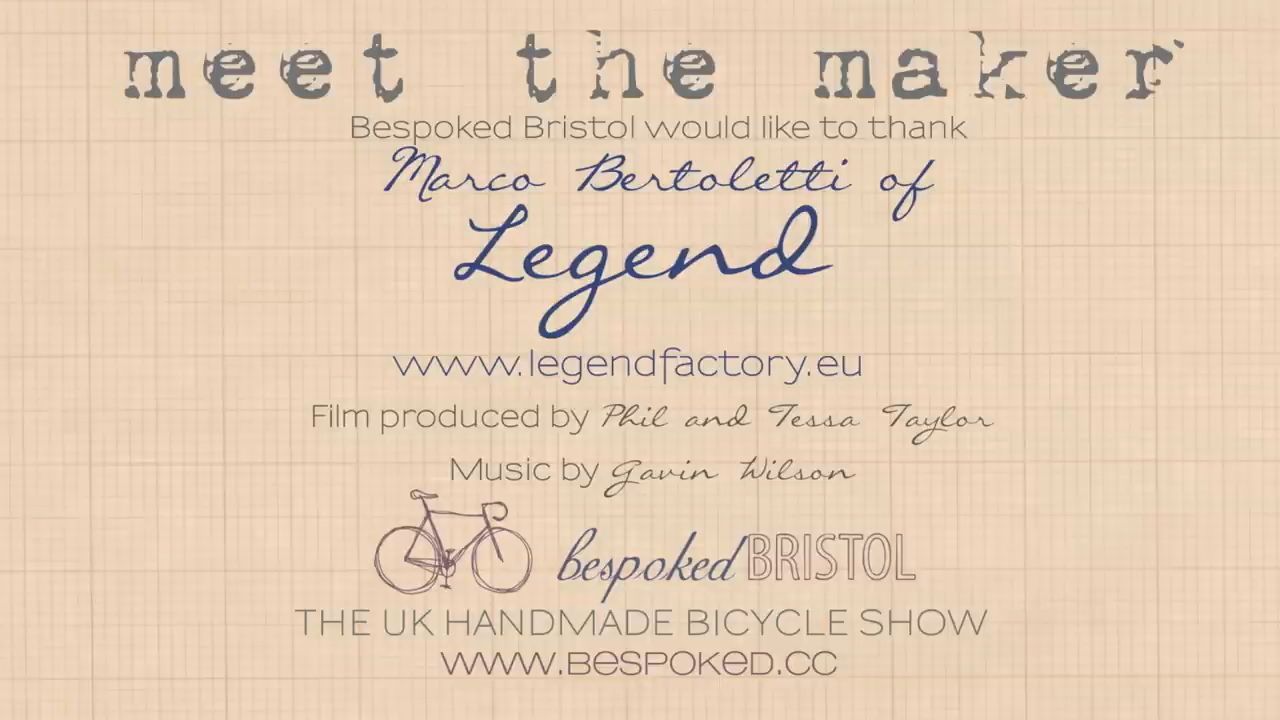 meet the maker
Bespoked Bristol would like to thank
Marco Bertoletti of
Legend
www.legendfactory.eu
Film produced by Phil and Tessa Taylor
Music by Gavin Wilson
bespokedBRISTOL
THE UK HANDMADE BICYCLE SHOW
WWW.BESPOKED.CC